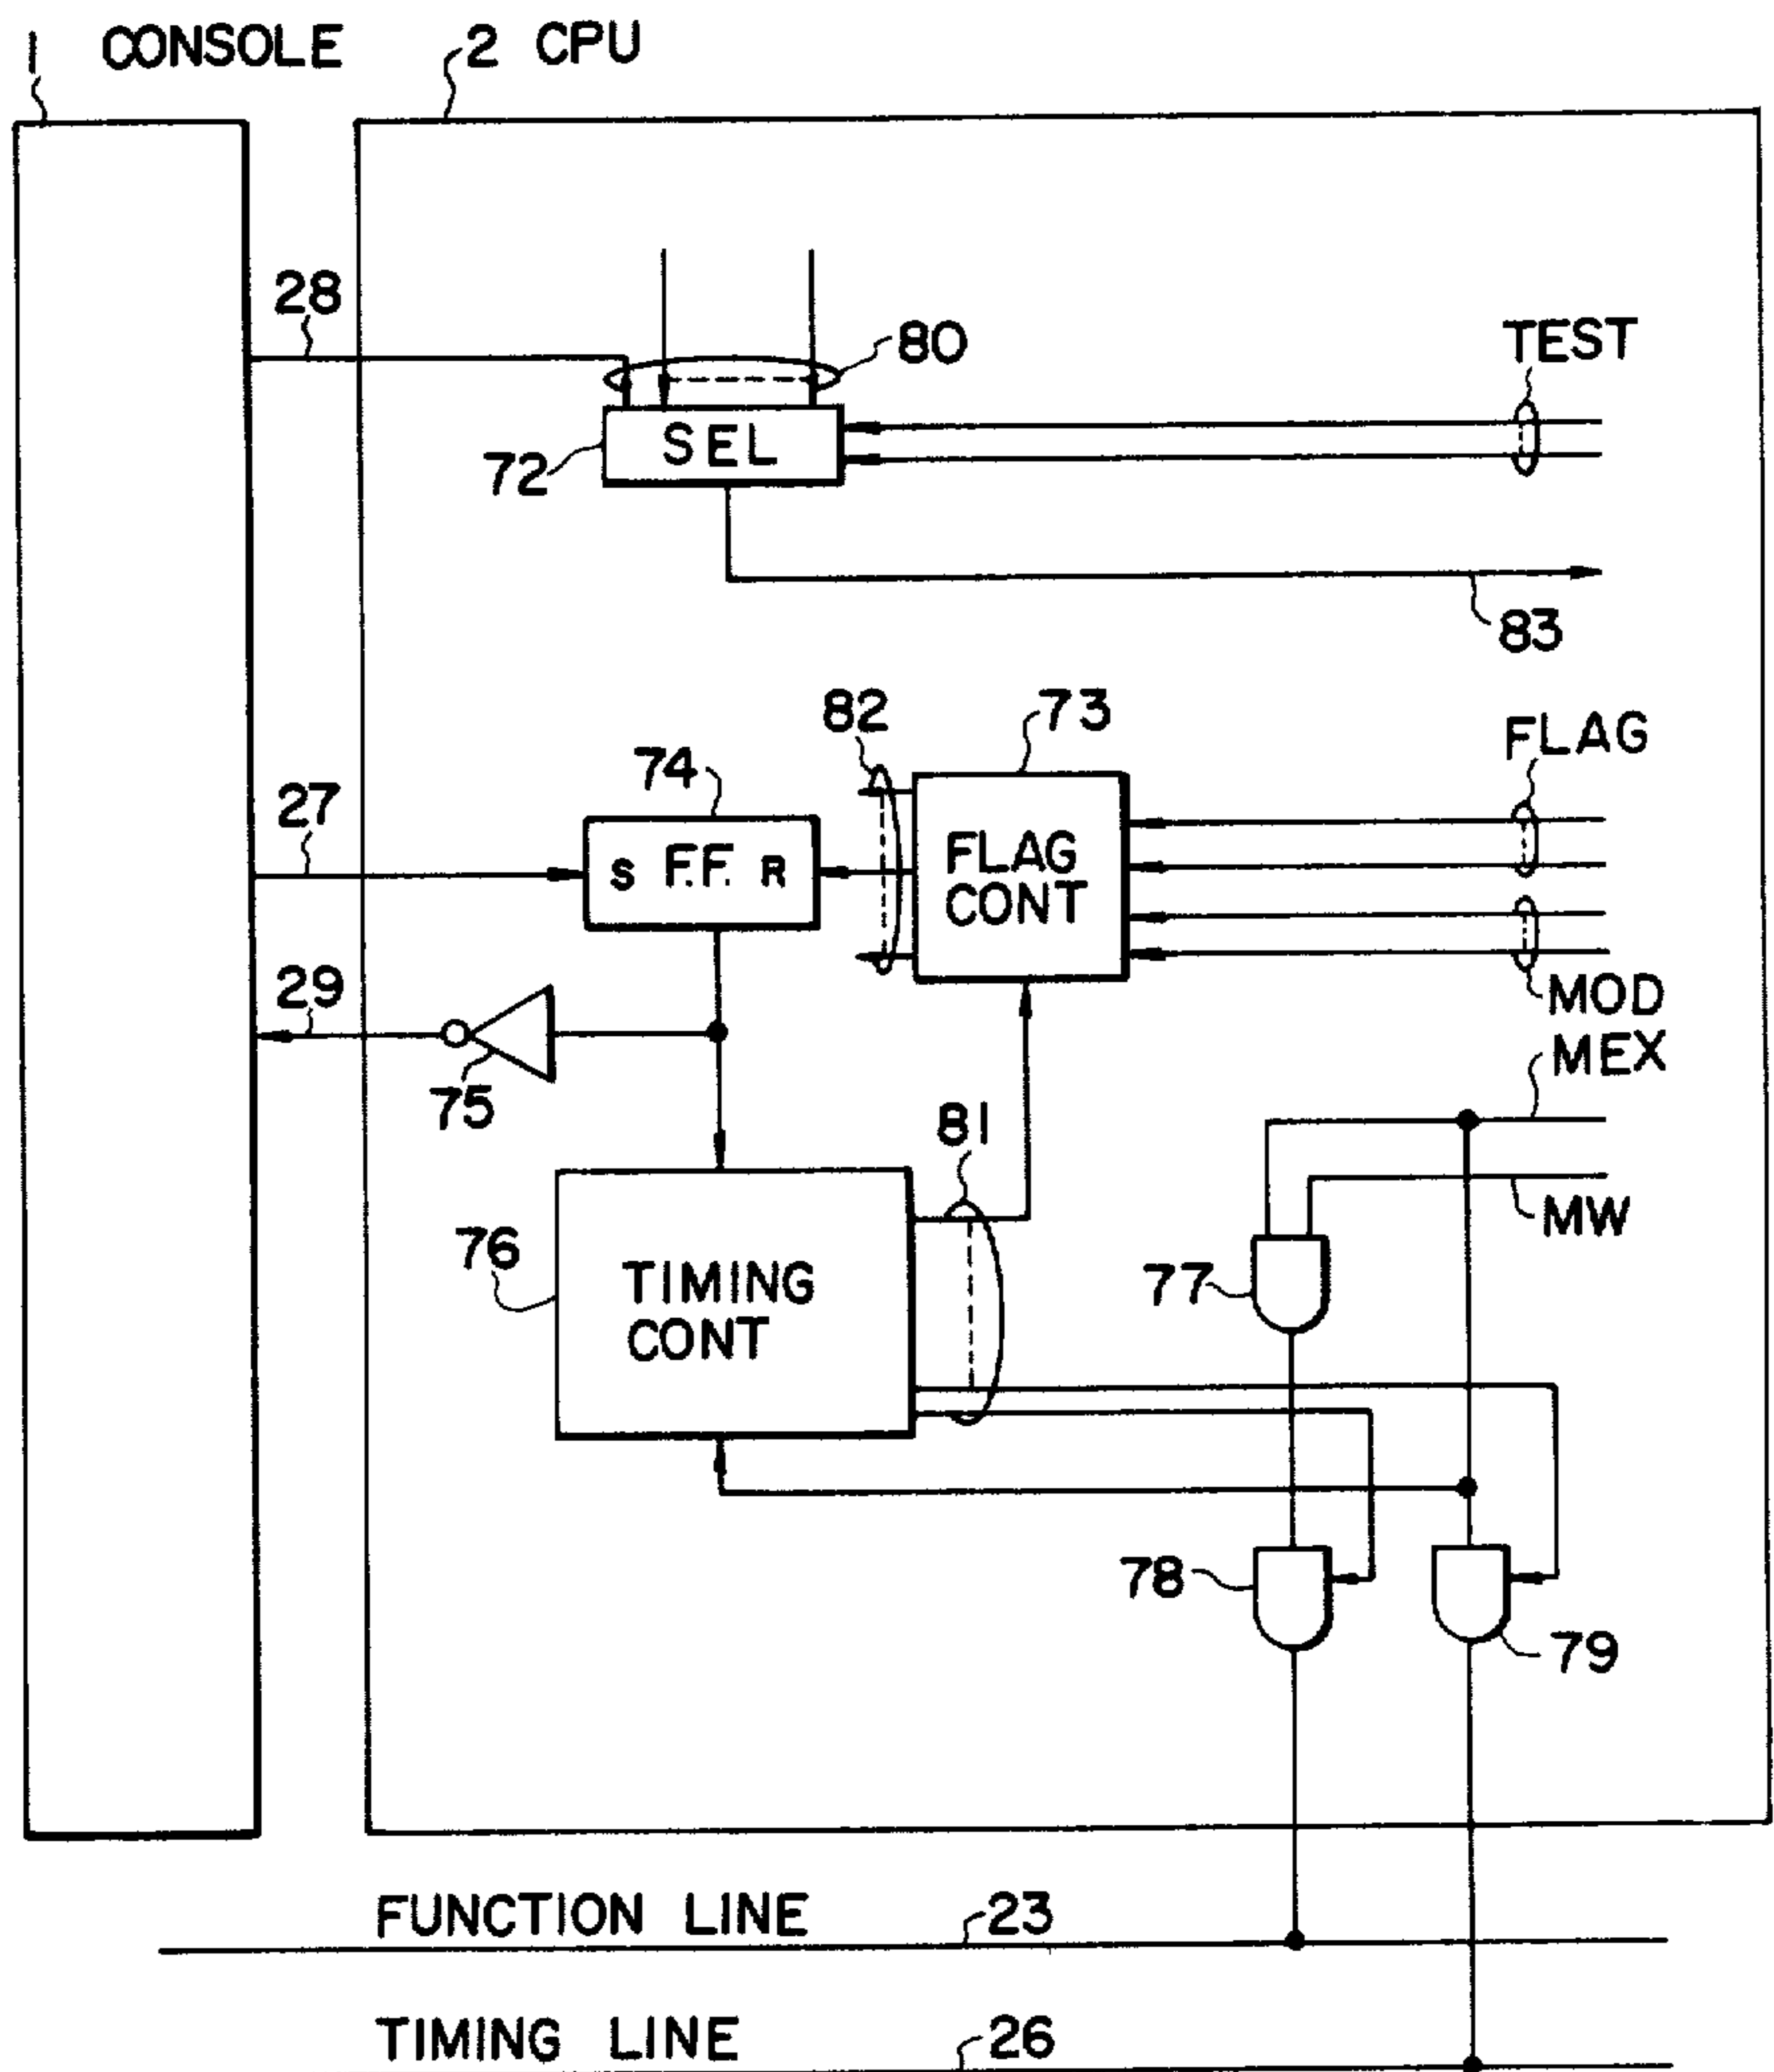 1 CONSOLE
2 CPU
28
80
TEST
SEL
72
83
82
73
FLAG
74
27
S F.F. R
FLAG
CONT
29
MOD
MEX
75
81
MW
76
TIMING
CONT
77
78
79
FUNCTION LINE
23
TIMING LINE
26